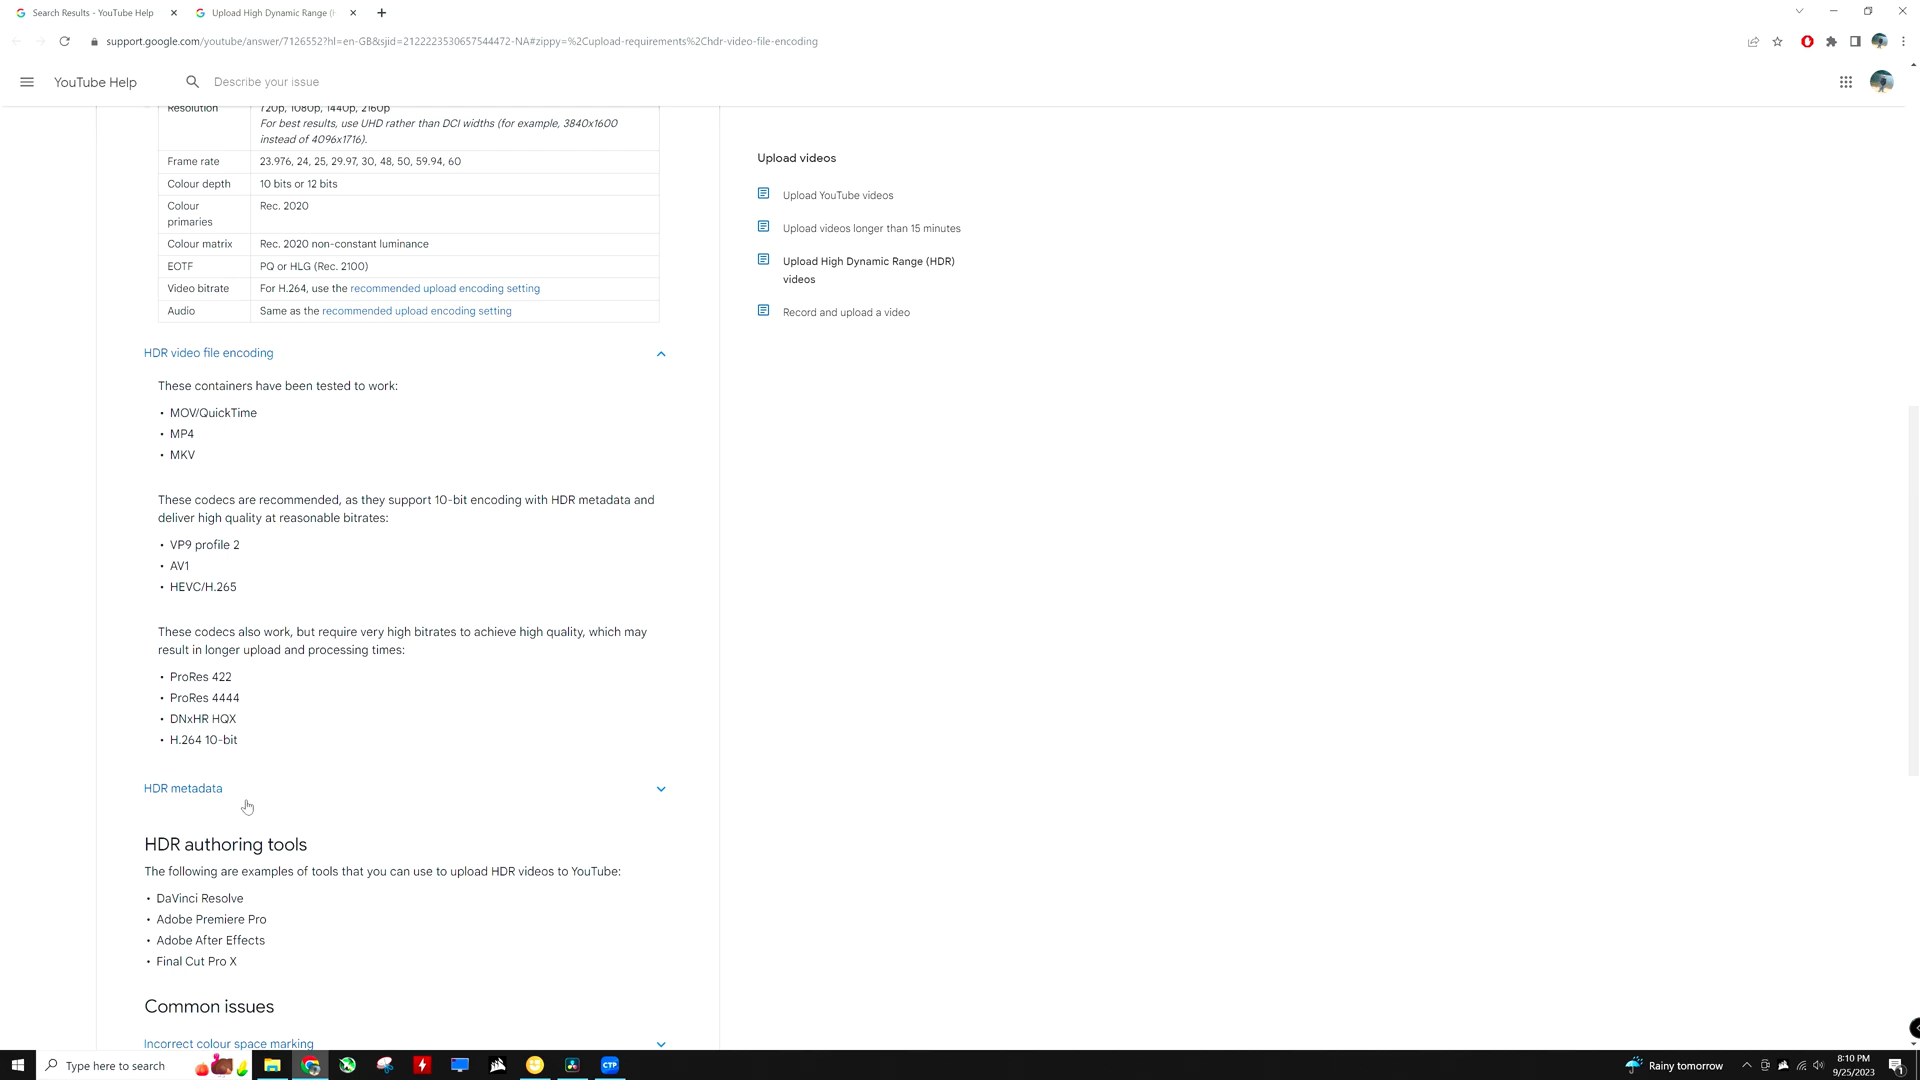 Search Results - YouTube Help
Upload High Dynamic Range (
support.google.com/youtube/answer/7126552?hl=en-GB&sjid=2122223530657544472-NA#zippy=%2Cupload-requirements%2Chdr-video-file-encoding
YouTube Help
Describe your issue
Resolution 720p, 1080p, 1440p, 2160p
For best results, use UHD rather than DCI widths (for example, 3840x1600
instead of 4096x1716).
Frame rate 23.976, 24, 25, 29.97, 30, 48, 50, 59.94, 60
Colour depth 10 bits or 12 bits
Colour primaries Rec. 2020
Colour matrix Rec. 2020 non-constant luminance
EOTF PQ or HLG (Rec. 2100)
Video bitrate For H.264, use the recommended upload encoding setting
Audio Same as the recommended upload encoding setting
HDR video file encoding
These containers have been tested to work:
• MOV/QuickTime
• MP4
• MKV
These codecs are recommended, as they support 10-bit encoding with HDR metadata and
deliver high quality at reasonable bitrates:
• VP9 profile 2
• AV1
• HEVC/H.265
These codecs also work, but require very high bitrates to achieve high quality, which may
result in longer upload and processing times:
• ProRes 422
• ProRes 4444
• DNxHR HQX
• H.264 10-bit
HDR metadata
HDR authoring tools
The following are examples of tools that you can use to upload HDR videos to YouTube:
• DaVinci Resolve
• Adobe Premiere Pro
• Adobe After Effects
• Final Cut Pro X
Common issues
Incorrect colour space marking
Upload videos
Upload YouTube videos
Upload videos longer than 15 minutes
Upload High Dynamic Range (HDR)
videos
Record and upload a video
Type here to search
CTP
Rainy tomorrow
8:10 PM
9/25/2023
1